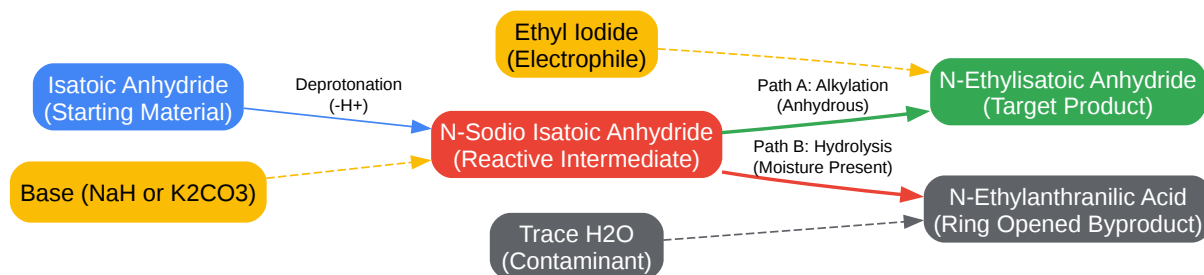 Ethyl Iodide
(Electrophile)
Isatoic Anhydride
(Starting Material)
Deprotonation
(-H+)
Path A: Alkylation
(Anhydrous)
N-Ethylisatoic Anhydride
(Target Product)
N-Sodio Isatoic Anhydride
(Reactive Intermediate)
Path B: Hydrolysis
(Moisture Present)
Base (NaH or K2CO3)
N-Ethylanthranilic Acid
(Ring Opened Byproduct)
Trace H2O
(Contaminant)